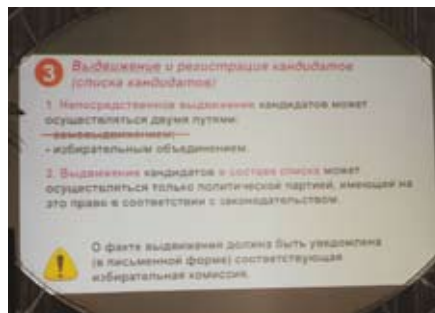 3 Выдвижение и регистрация кандидатов
(списка кандидатов)
1. Непосредственное выдвижение кандидатов может
осуществляться двумя путями:
- самовыдвижением;
- избирательным объединением.
2. Выдвижение кандидатов в составе списка может
осуществляться только политической партией, имеющей на
это право в соответствии с законодательством.
О факте выдвижения должна быть уведомлена
(в письменной форме) соответствующая
избирательная комиссия.